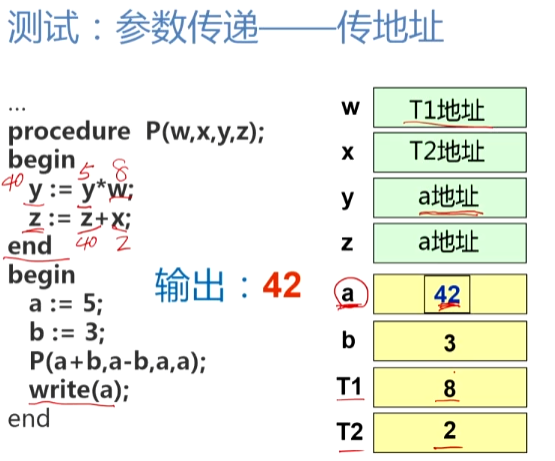 测试：参数传递——传地址
...
procedure P(w,x,y,z);
begin
5 8
40 y := y*w;
z := z+x;
end 40 2
begin
a := 5;
b := 3;
P(a+b,a-b,a,a);
write(a);
end
输出：42
w T1地址
x T2地址
y a地址
z a地址
a 42
b 3
T1 8
T2 2